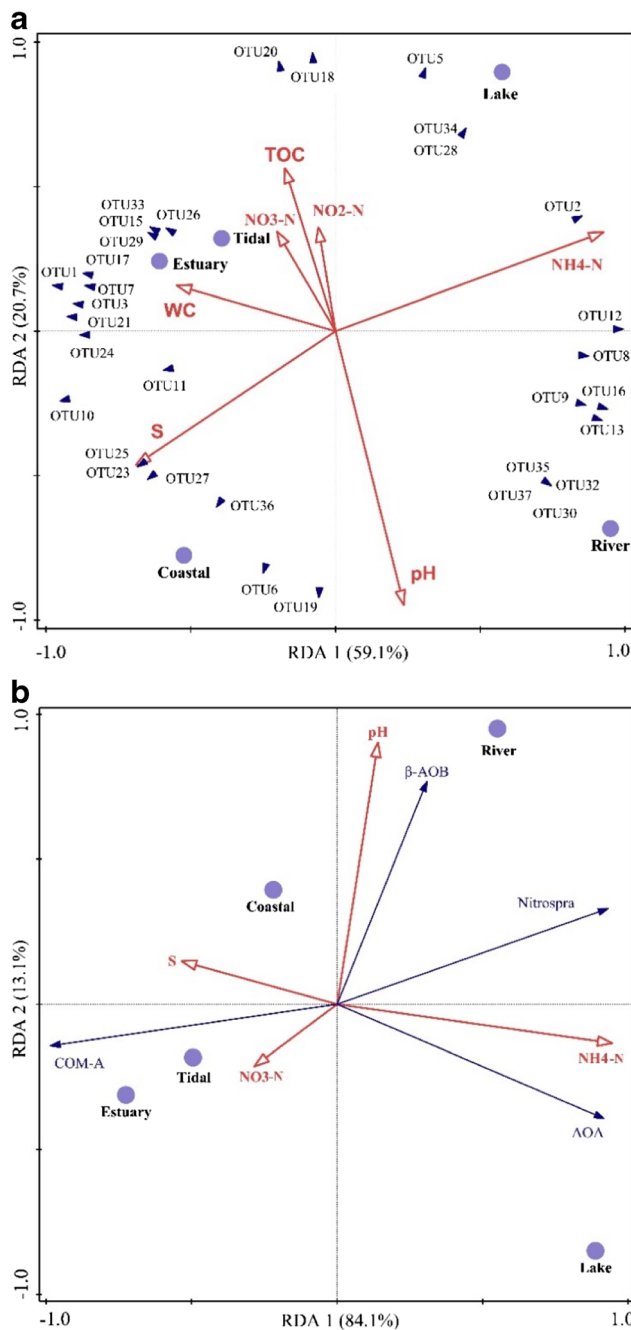 a
1.0
OTU20
OTU18
OTU5
Lake
OTU34
OTU28
TOC
OTU33
OTU26
OTU15
OTU29
NO3-N
NO2-N
Tidal
OTU2
OTU17
Estuary
NH4-N
OTU1
OTU7
WC
OTU3
OTU12
OTU21
OTU24
OTU8
OTU11
OTU9
OTU16
OTU10
OTU13
S
OTU25
OTU23
OTU27
OTU35
OTU32
OTU37
OTU36
OTU30
River
Coastal
pH
OTU6
OTU19
RDA 2 (20.7%)
-1.0
-1.0
RDA 1 (59.1%)
1.0
b
1.0
pH
River
β-AOB
Coastal
Nitrospra
S
RDA 2 (13.1%)
COM-A
Tidal
NO3-N
NH4-N
Estuary
AOA
Lake
-1.0
-1.0
RDA 1 (84.1%)
1.0